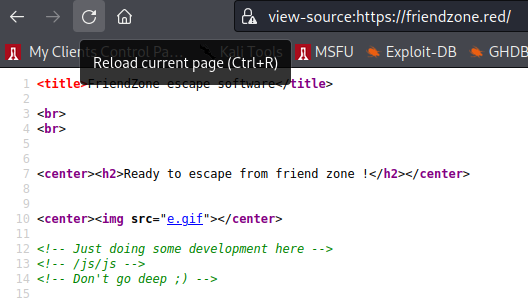 view-source:https://friendzone.red/
My Clients Control Pa… Kali Tools MSFU Exploit-DB GHDB
Reload current page (Ctrl+R)
1 <title>FriendZone escape software</title>
2
3 <br>
4 <br>
5
6
7 <center><h2>Ready to escape from friend zone !</h2></center>
8
9
10 <center><img src="e.gif"></center>
11
12 <!-- Just doing some development here -->
13 <!-- /js/js -->
14 <!-- Don't go deep ;) -->
15